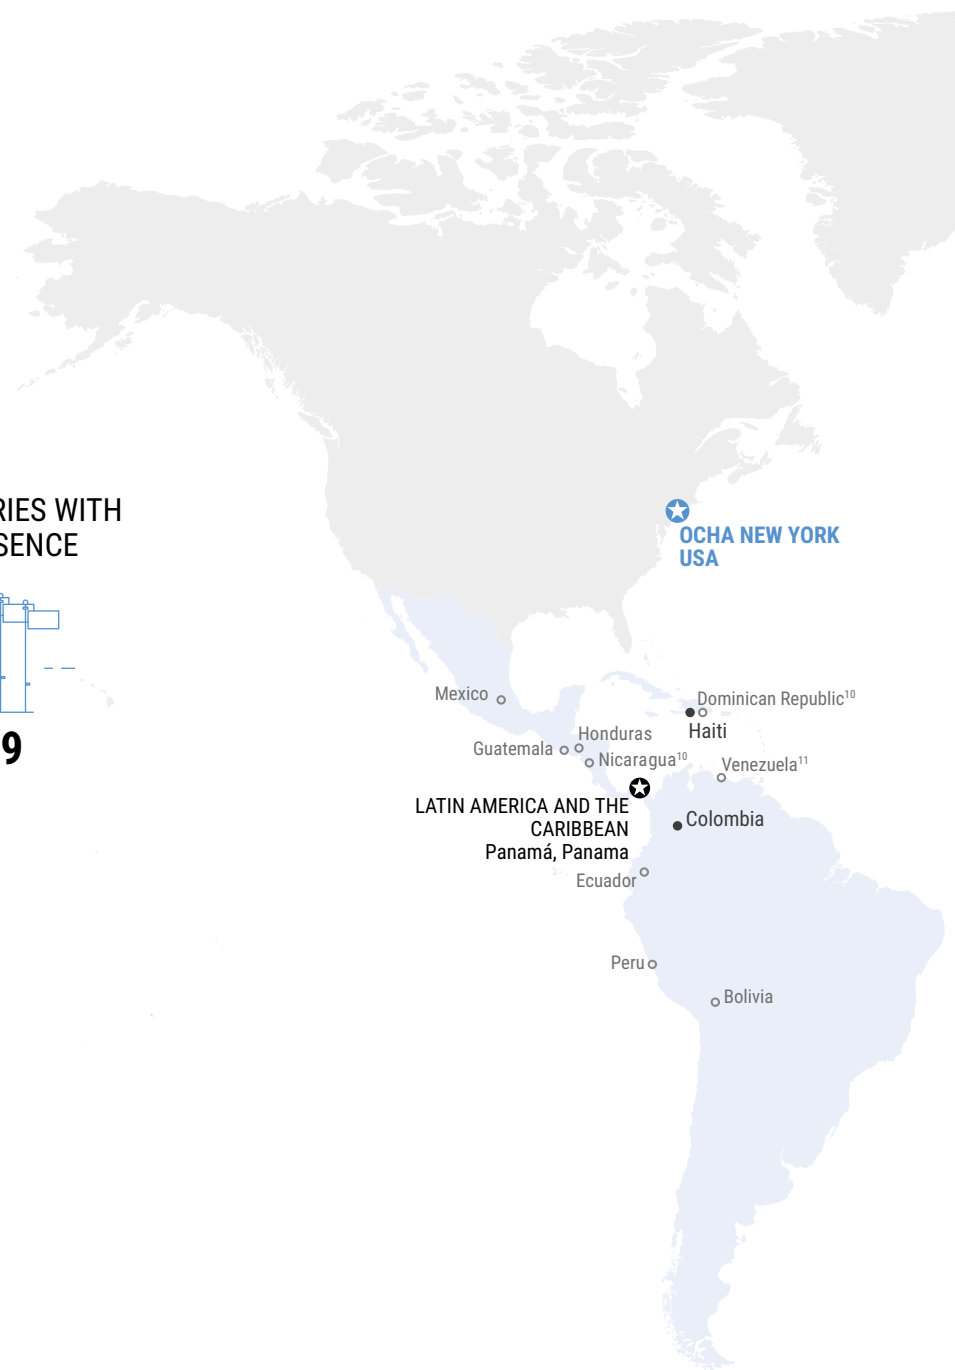 RIES WITH
SENCE
9
OCHA NEW YORK
USA
Mexico
Dominican Republic¹⁰
Haiti
Honduras
Guatemala
Nicaragua¹⁰
Venezuela¹¹
LATIN AMERICA AND THE
CARIBBEAN
Panamá, Panama
Colombia
Ecuador
Peru
Bolivia